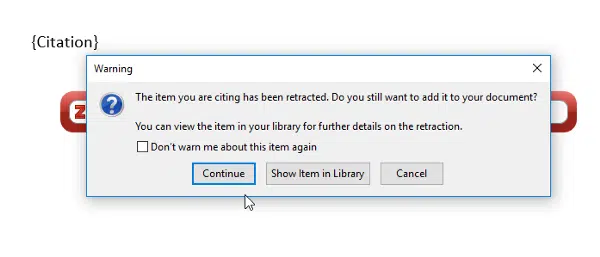 {Citation}
Warning
The item you are citing has been retracted. Do you still want to add it to your document?
You can view the item in your library for further details on the retraction.
Don't warn me about this item again
Continue Show Item in Library Cancel